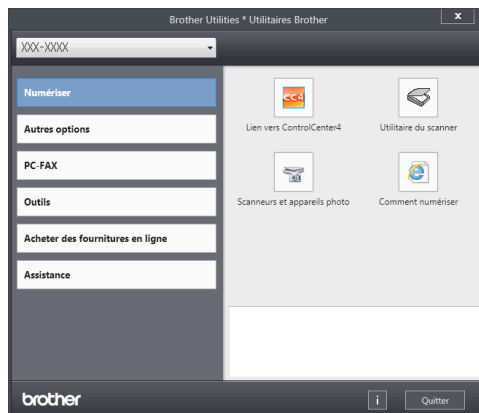 Brother Utilities * Utilitaires Brother
X
XXX-XXXX
Numériser
Autres options
PC-FAX
Outils
Acheter des fournitures en ligne
Assistance
CC4
Lien vers ControlCenter4
Utilitaire du scanner
Scanneurs et appareils photo
Comment numériser
brother
i
Quitter